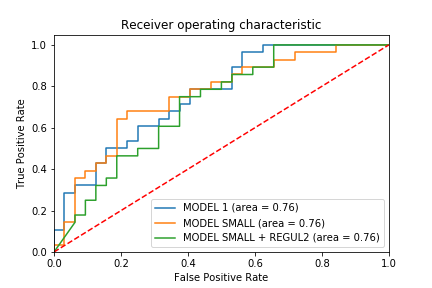 Receiver operating characteristic
True Positive Rate
1.0
0.8
0.6
0.4
0.2
0.0
MODEL 1 (area = 0.76)
MODEL SMALL (area = 0.76)
MODEL SMALL + REGUL2 (area = 0.76)
0.0 0.2 0.4 0.6 0.8 1.0
False Positive Rate